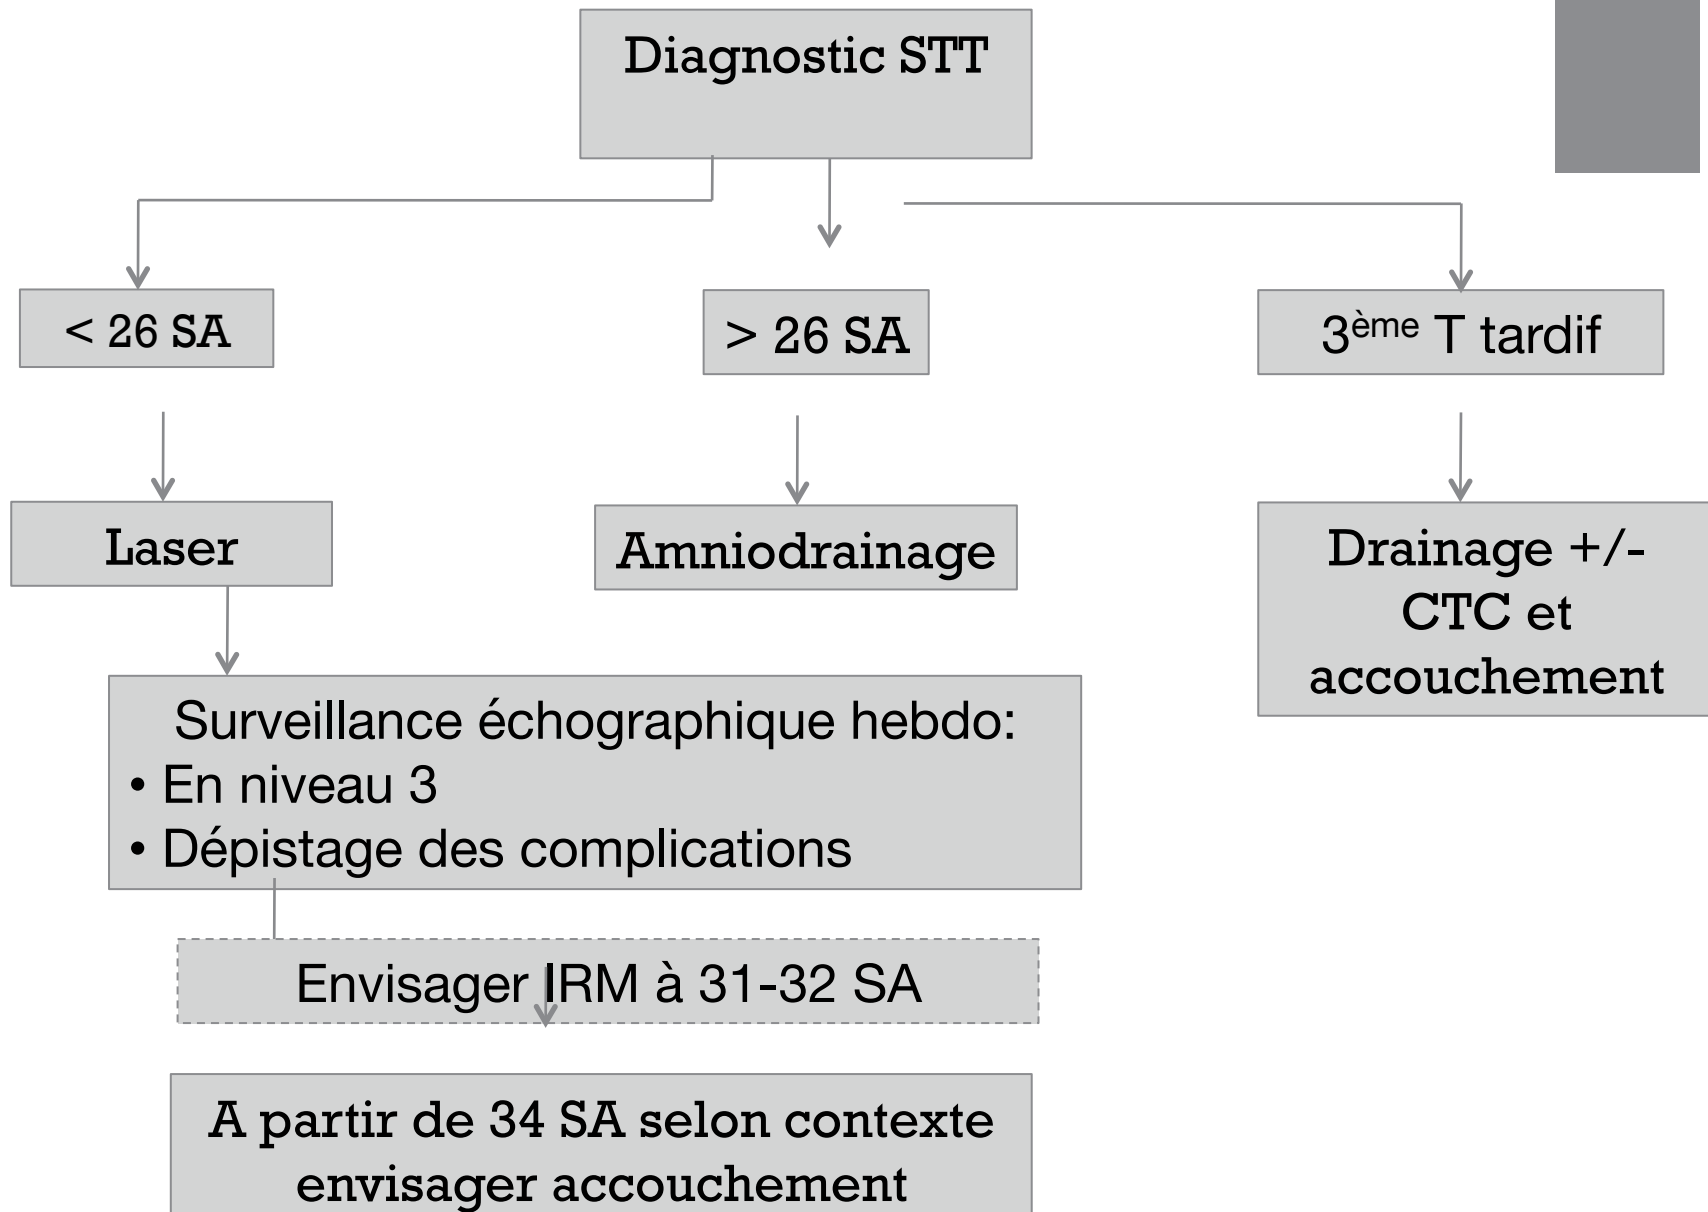 Diagnostic STT
< 26 SA
> 26 SA
3ème T tardif
Laser
Amniodrainage
Drainage +/-
CTC et
accouchement
Surveillance échographique hebdo:
• En niveau 3
• Dépistage des complications
Envisager IRM à 31-32 SA
A partir de 34 SA selon contexte
envisager accouchement